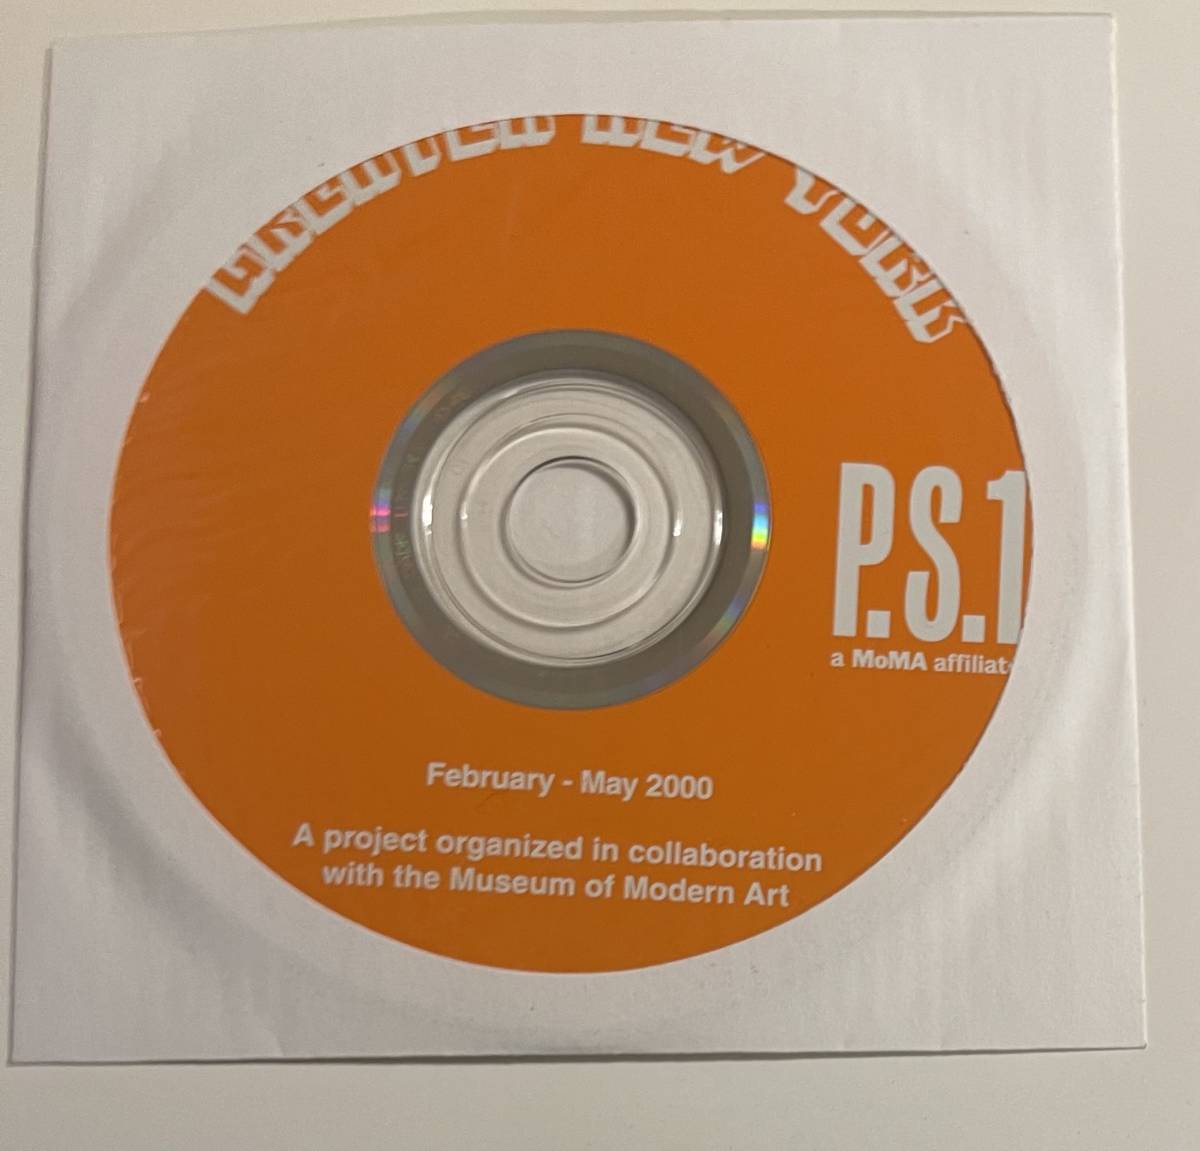 GREATER NEW YORK
P.S.1
a MoMA affiliat
February - May 2000
A project organized in collaboration
with the Museum of Modern Art